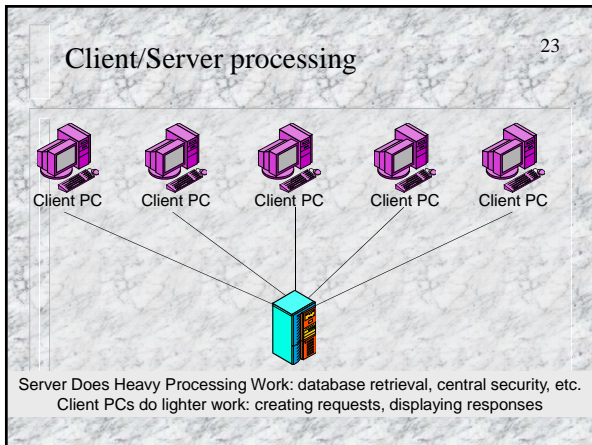 Client/Server processing
23
Client PC Client PC Client PC Client PC Client PC
Server Does Heavy Processing Work: database retrieval, central security, etc.
Client PCs do lighter work: creating requests, displaying responses